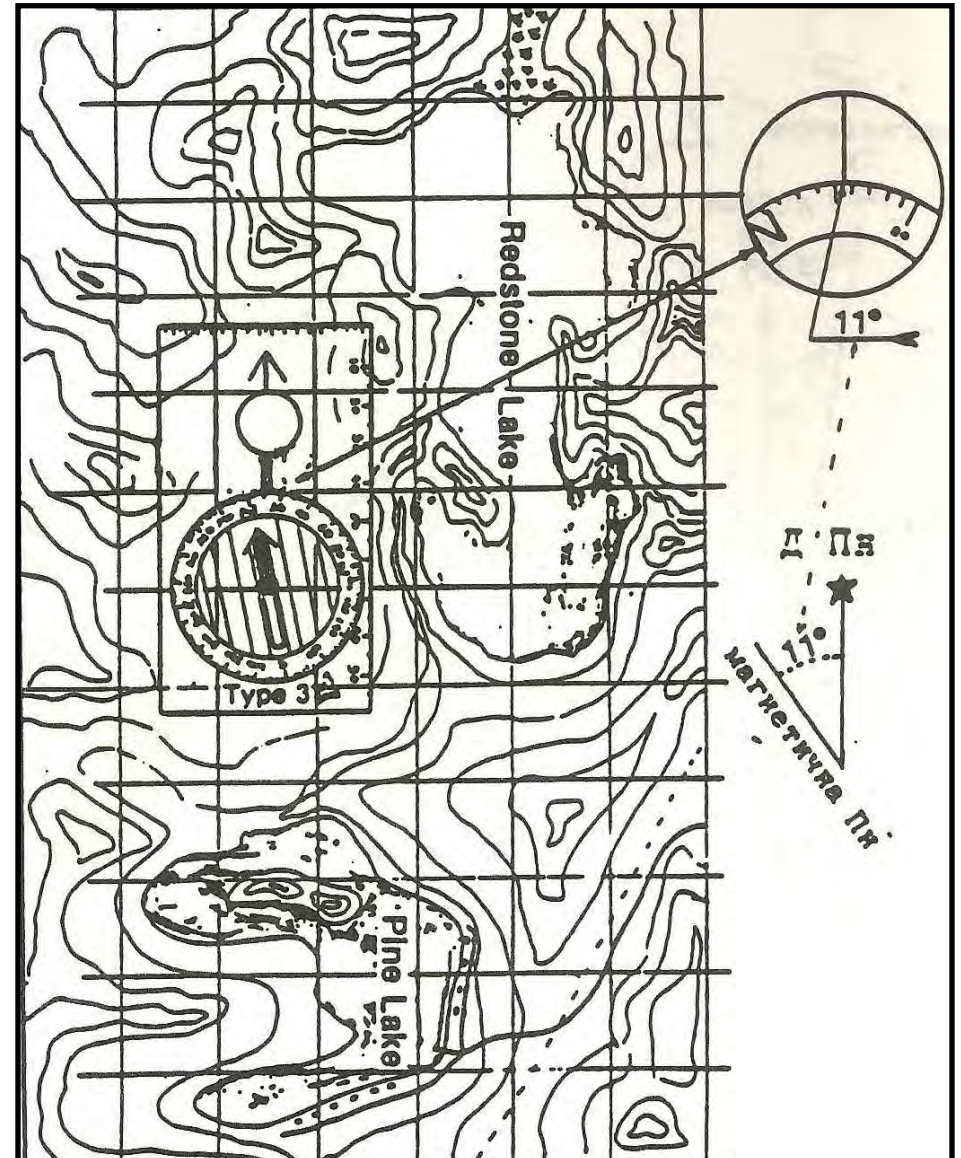 Redstone Lake
N
11°
Д Пн
11°
магнетична Пн
Type 3
Pine Lake